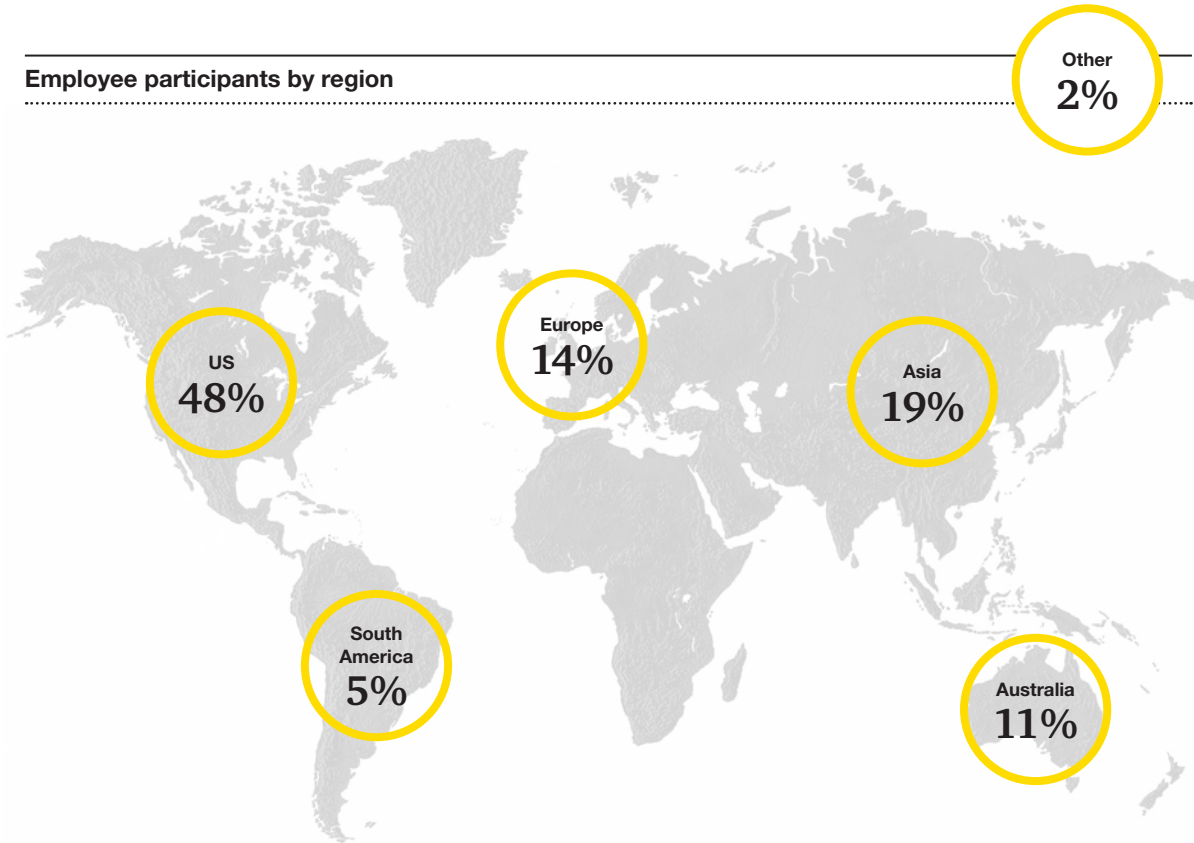 Other
2%
Employee participants by region
Europe
14%
US
48%
Asia
19%
South
America
5%
Australia
11%